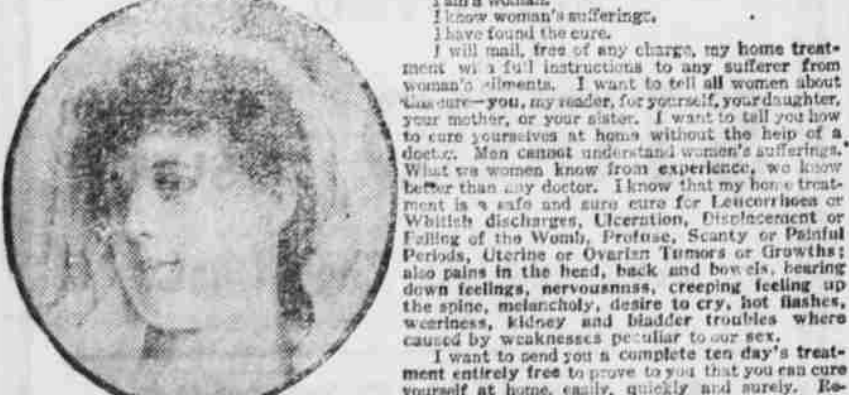 I am a woman.
I know woman's sufferings.
I have found the cure.
I will mail, free of any charge, my home treat-
ment with full instructions to any sufferer from
woman's ailments. I want to tell all women about
this cure—you, my reader, for yourself, your daughter,
your mother, or your sister. I want to tell you how
to cure yourselves at home without the help of a
doctor. Men cannot understand women's sufferings.
What we women know from experience, we know
better than any doctor. I know that my home treat-
ment is a safe and sure cure for Leucorrhoea or
Whitish discharges, Ulceration, Displacement or
Falling of the Womb, Profuse, Scanty or Painful
Periods, Uterine or Ovarian Tumors or Growths;
also pains in the head, back and bowels, bearing
down feelings, nervousnuss, creeping feeling up
the spine, melancholy, desire to cry, hot flashes,
weariness, kidney and bladder troubles where
caused by weaknesses peculiar to our sex.
I want to send you a complete ten day's treat-
ment entirely free to prove to you that you can cure
yourself at home, easily, quickly and surely. Re-